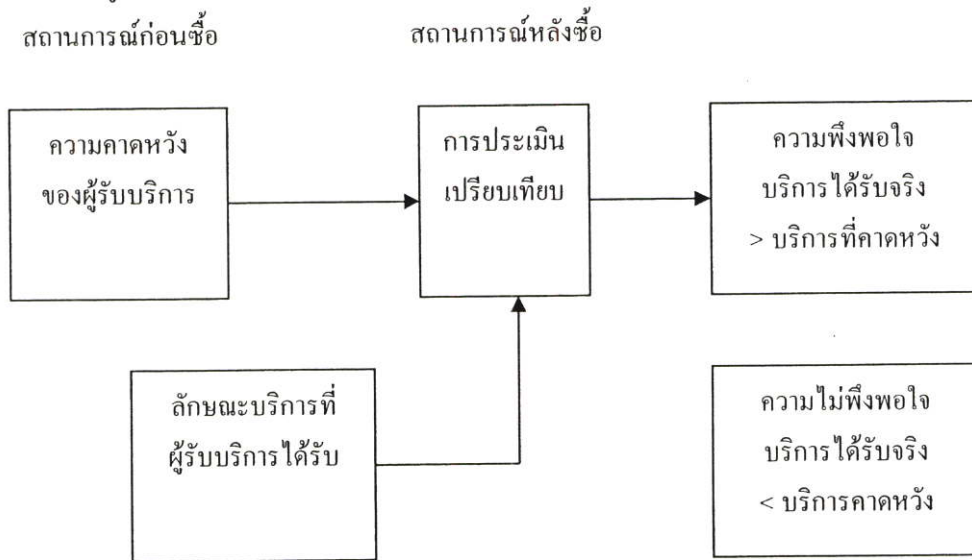 สถานการณ์ก่อนซื้อ
สถานการณ์หลังซื้อ
ความคาดหวัง
ของผู้รับบริการ
การประเมิน
เปรียบเทียบ
ความพึงพอใจ
บริการได้รับจริง
> บริการที่คาดหวัง
ลักษณะบริการที่
ผู้รับบริการได้รับ
ความไม่พึงพอใจ
บริการได้รับจริง
< บริการคาดหวัง